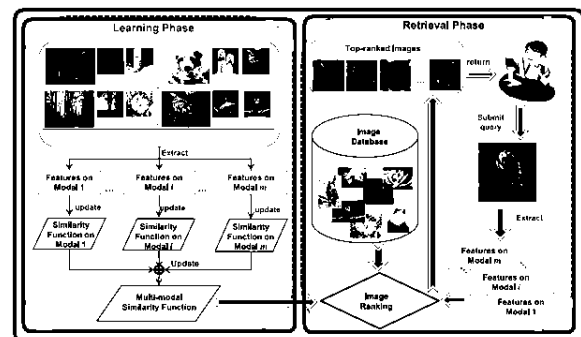 Learning Phase
Extract
Features on
Modal 1
Features on
Modal i
...
Features on
Modal m
update
update
update
Similarity
Function on
Modal 1
Similarity
Function on
Modal i
...
Similarity
Function on
Modal m
Update
Multi-modal
Similarity Function
Retrieval Phase
Top-ranked Images
...
return
Submit
query
Image
Database
Extract
Features on
Modal m
Features on
Modal i
Features on
Modal 1
Image
Ranking